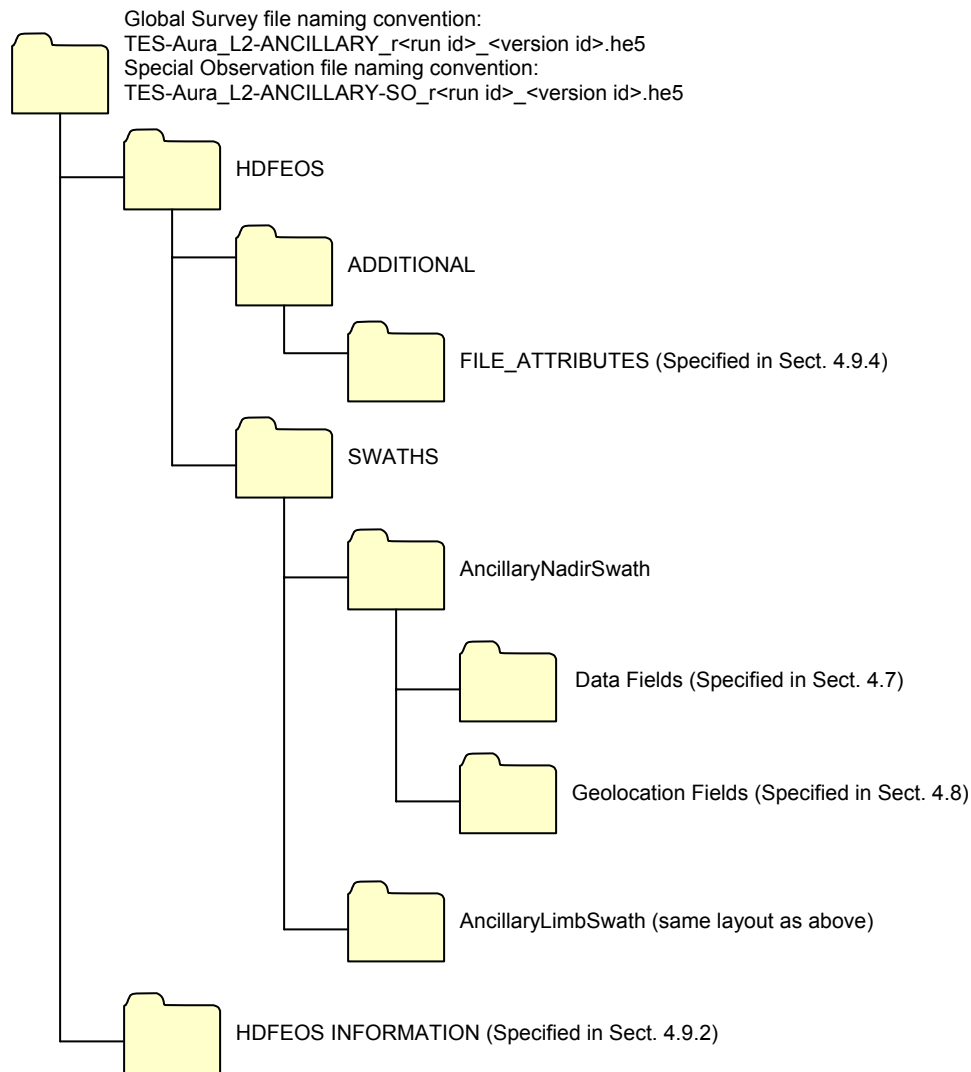 Global Survey file naming convention:
TES-Aura_L2-ANCILLARY_r<run id>_<version id>.he5
Special Observation file naming convention:
TES-Aura_L2-ANCILLARY-SO_r<run id>_<version id>.he5
HDFEOS
ADDITIONAL
FILE_ATTRIBUTES (Specified in Sect. 4.9.4)
SWATHS
AncillaryNadirSwath
Data Fields (Specified in Sect. 4.7)
Geolocation Fields (Specified in Sect. 4.8)
AncillaryLimbSwath (same layout as above)
HDFEOS INFORMATION (Specified in Sect. 4.9.2)